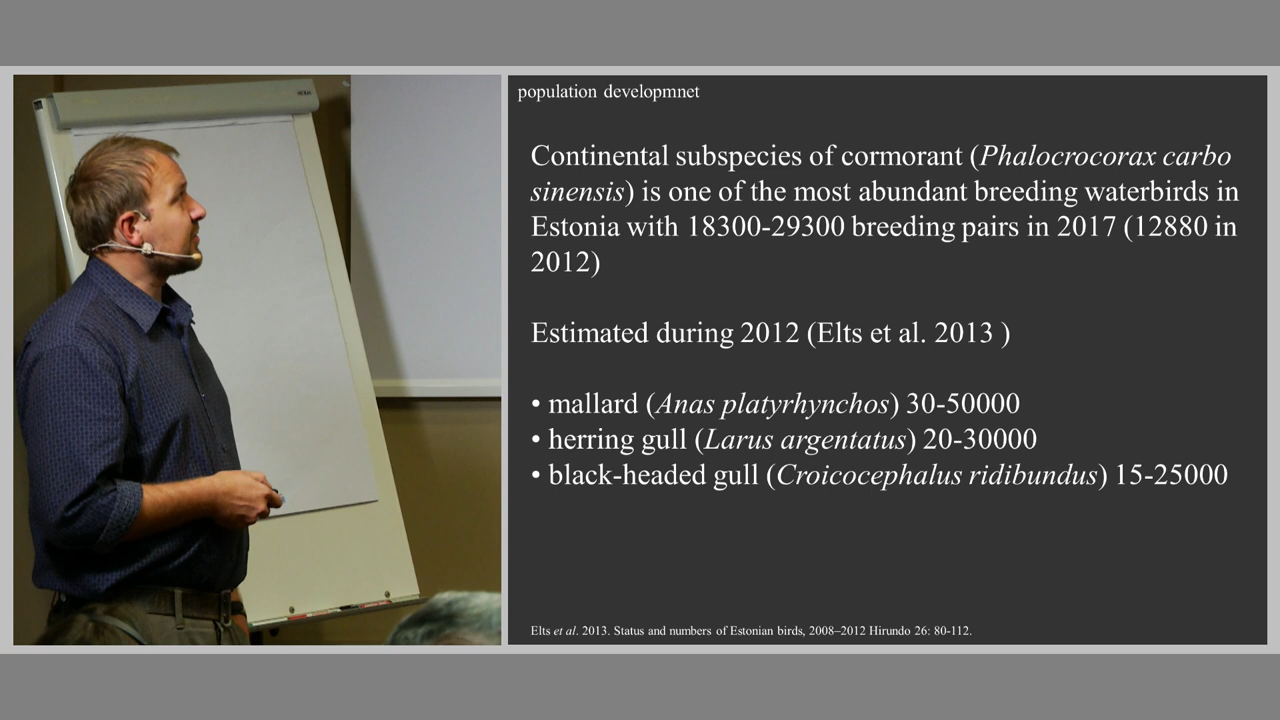 population developmnet
Continental subspecies of cormorant (Phalocrocorax carbo
sinensis) is one of the most abundant breeding waterbirds in
Estonia with 18300-29300 breeding pairs in 2017 (12880 in
2012)
Estimated during 2012 (Elts et al. 2013 )
• mallard (Anas platyrhynchos) 30-50000
• herring gull (Larus argentatus) 20-30000
• black-headed gull (Croicocephalus ridibundus) 15-25000
Elts et al. 2013. Status and numbers of Estonian birds, 2008–2012 Hirundo 26: 80-112.